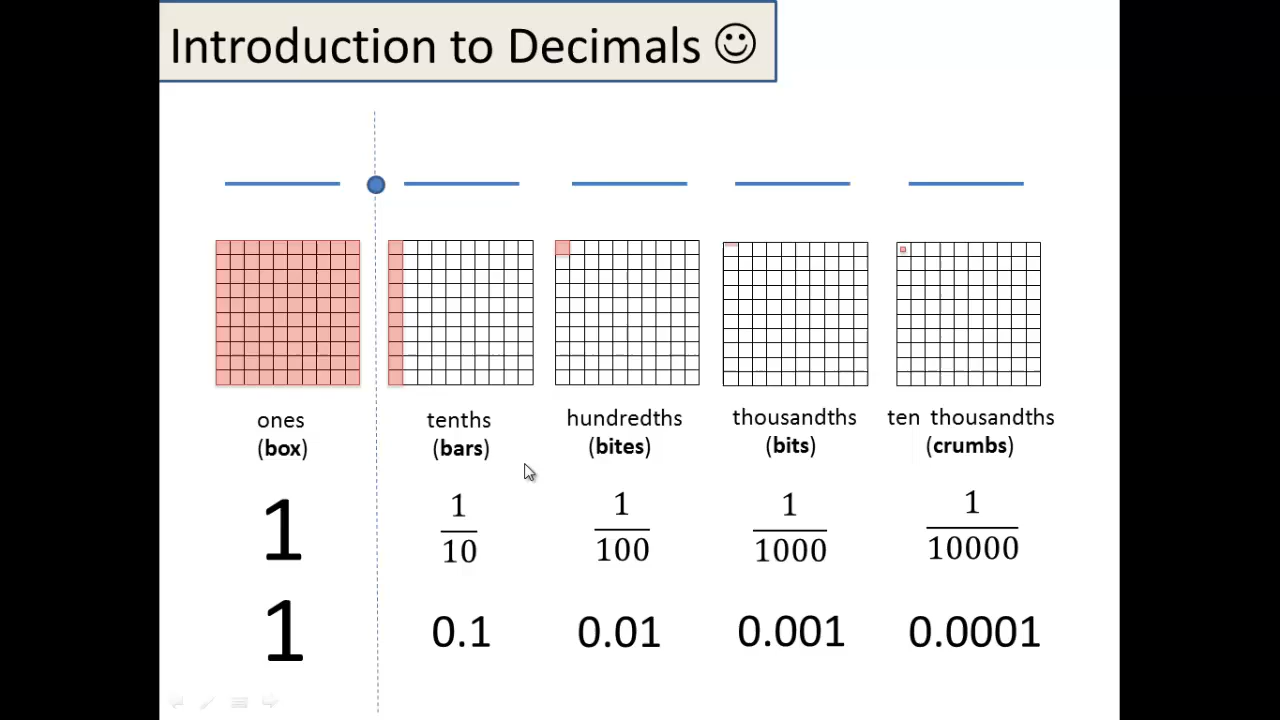 Introduction to Decimals ☺
ones tenths hundredths thousandths ten thousandths
(box) (bars) (bites) (bits) (crumbs)
1 1/10 1/100 1/1000 1/10000
1 0.1 0.01 0.001 0.0001